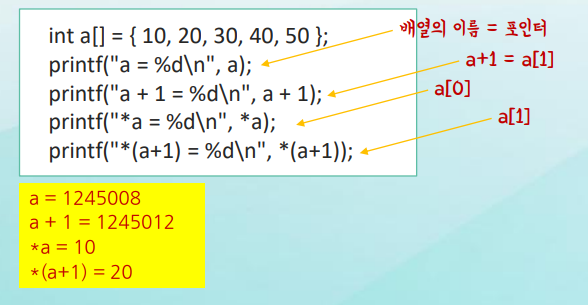 int a[] = { 10, 20, 30, 40, 50 };
printf("a = %d\n", a);
printf("a + 1 = %d\n", a + 1);
printf("*a = %d\n", *a);
printf("*(a+1) = %d\n", *(a+1));
배열의 이름 = 포인터
a+1 = a[1]
a[0]
a[1]
a = 1245008
a + 1 = 1245012
*a = 10
*(a+1) = 20